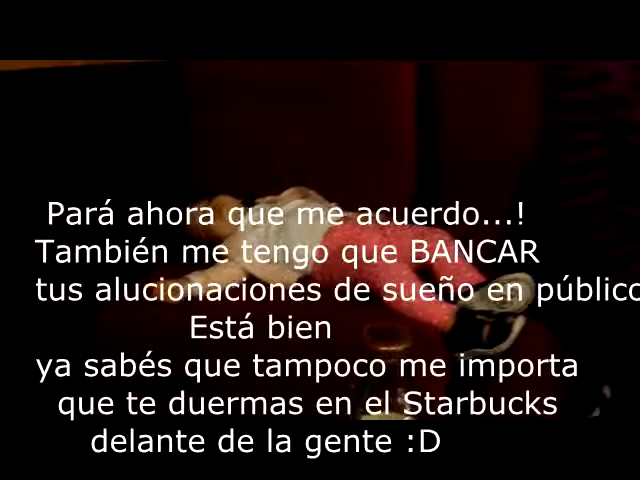 Pará ahora que me acuerdo...!
También me tengo que BANCAR
tus alucionaciones de sueño en público
Está bien
ya sabés que tampoco me importa
que te duermas en el Starbucks
delante de la gente :D